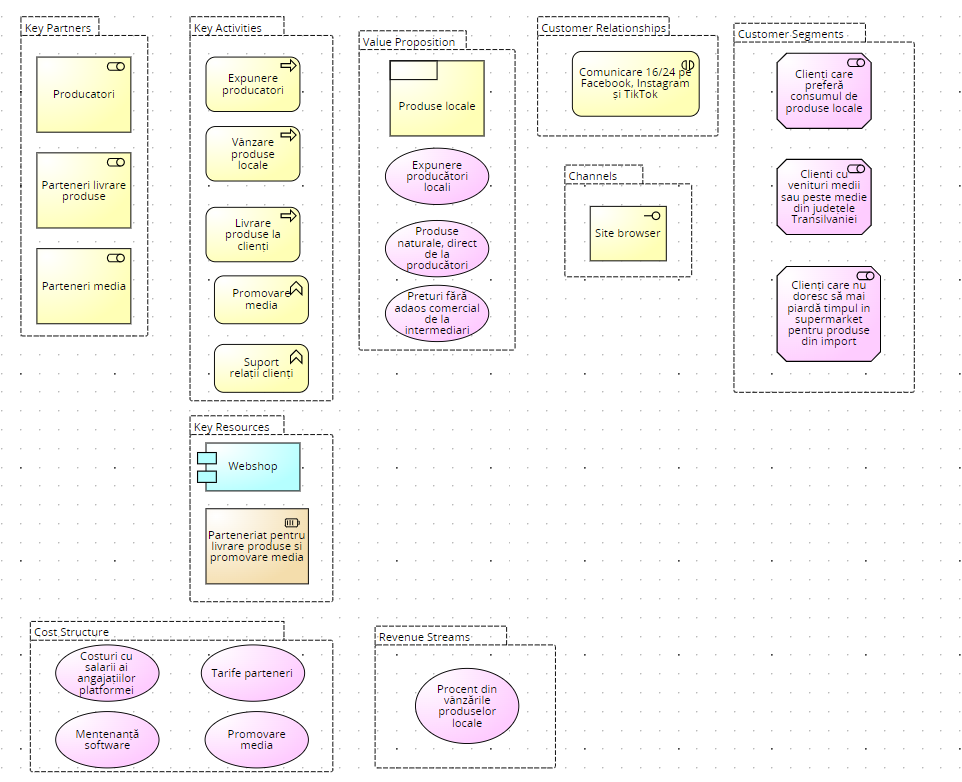 Key Partners
Producatori
Parteneri livrare
produse
Parteneri media
Key Activities
Expunere
producatori
Vânzare
produse
locale
Livrare
produse la
clienți
Promovare
media
Suport
relații clienți
Value Proposition
Produse locale
Expunere
producători
locali
Produse
naturale, direct
de la
producători
Preturi fără
adaos comercial
de la
intermediari
Customer Relationships
Comunicare 16/24 pe
Facebook, Instagram
și TikTok
Channels
Site browser
Customer Segments
Clienți care
preferă
consumul de
produse locale
Clienți cu
venituri medii
sau peste medie
din județele
Transilvaniei
Clienți care nu
doresc să mai
piardă timpul in
supermarket
pentru produse
din import
Key Resources
Webshop
Parteneriat pentru
livrare produse si
promovare media
Cost Structure
Costuri cu
salarii ai
angajațiilor
platformei
Tarife parteneri
Mentenanță
software
Promovare
media
Revenue Streams
Procent din
vânzările
produselor
locale